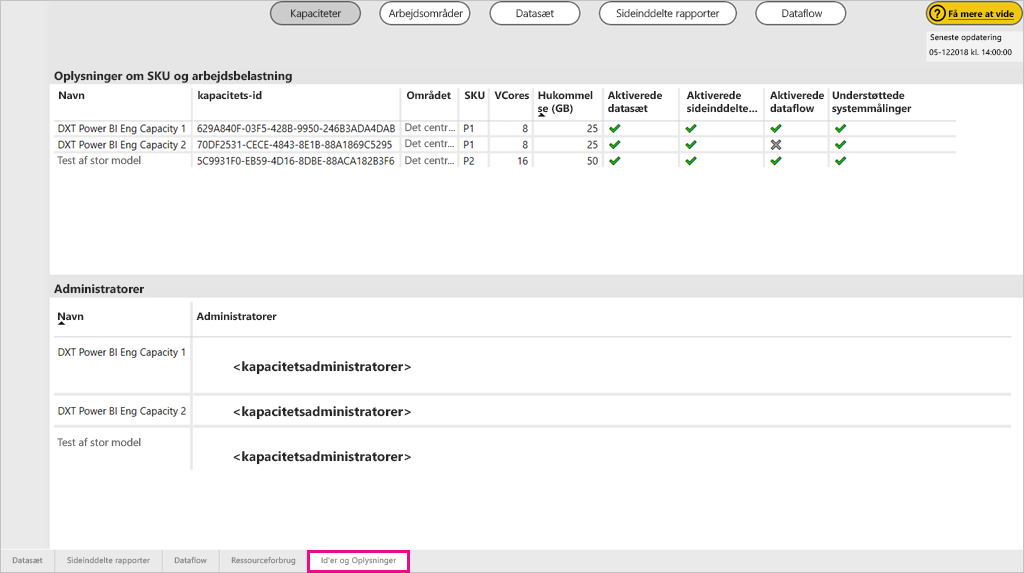 Kapaciteter Arbejdsområder Datasæt Sideinddelte rapporter Dataflow ? Få mere at vide
Seneste opdatering
05-122018 kl. 14:00:00
Oplysninger om SKU og arbejdsbelastning
Navn kapacitets-id Området SKU VCores Hukommel Aktiverede Aktiverede Aktiverede Understøttede
se (GB) datasæt sideinddelte... dataflow systemmålinger
DXT Power BI Eng Capacity 1 629A840F-03F5-428B-9950-246B3ADA4DAB Det centr... P1 8 25
DXT Power BI Eng Capacity 2 70DF2531-CECE-4843-8E1B-88A1869C5295 Det centr... P1 8 25
Test af stor model 5C9931F0-EB59-4D16-8DBE-88ACA182B3F6 Det centr... P2 16 50
Administratorer
Navn Administratorer
DXT Power BI Eng Capacity 1
<kapacitetsadministratorer>
DXT Power BI Eng Capacity 2 <kapacitetsadministratorer>
Test af stor model
<kapacitetsadministratorer>
Datasæt Sideinddelte rapporter Dataflow Ressourceforbrug Id'er og Oplysninger